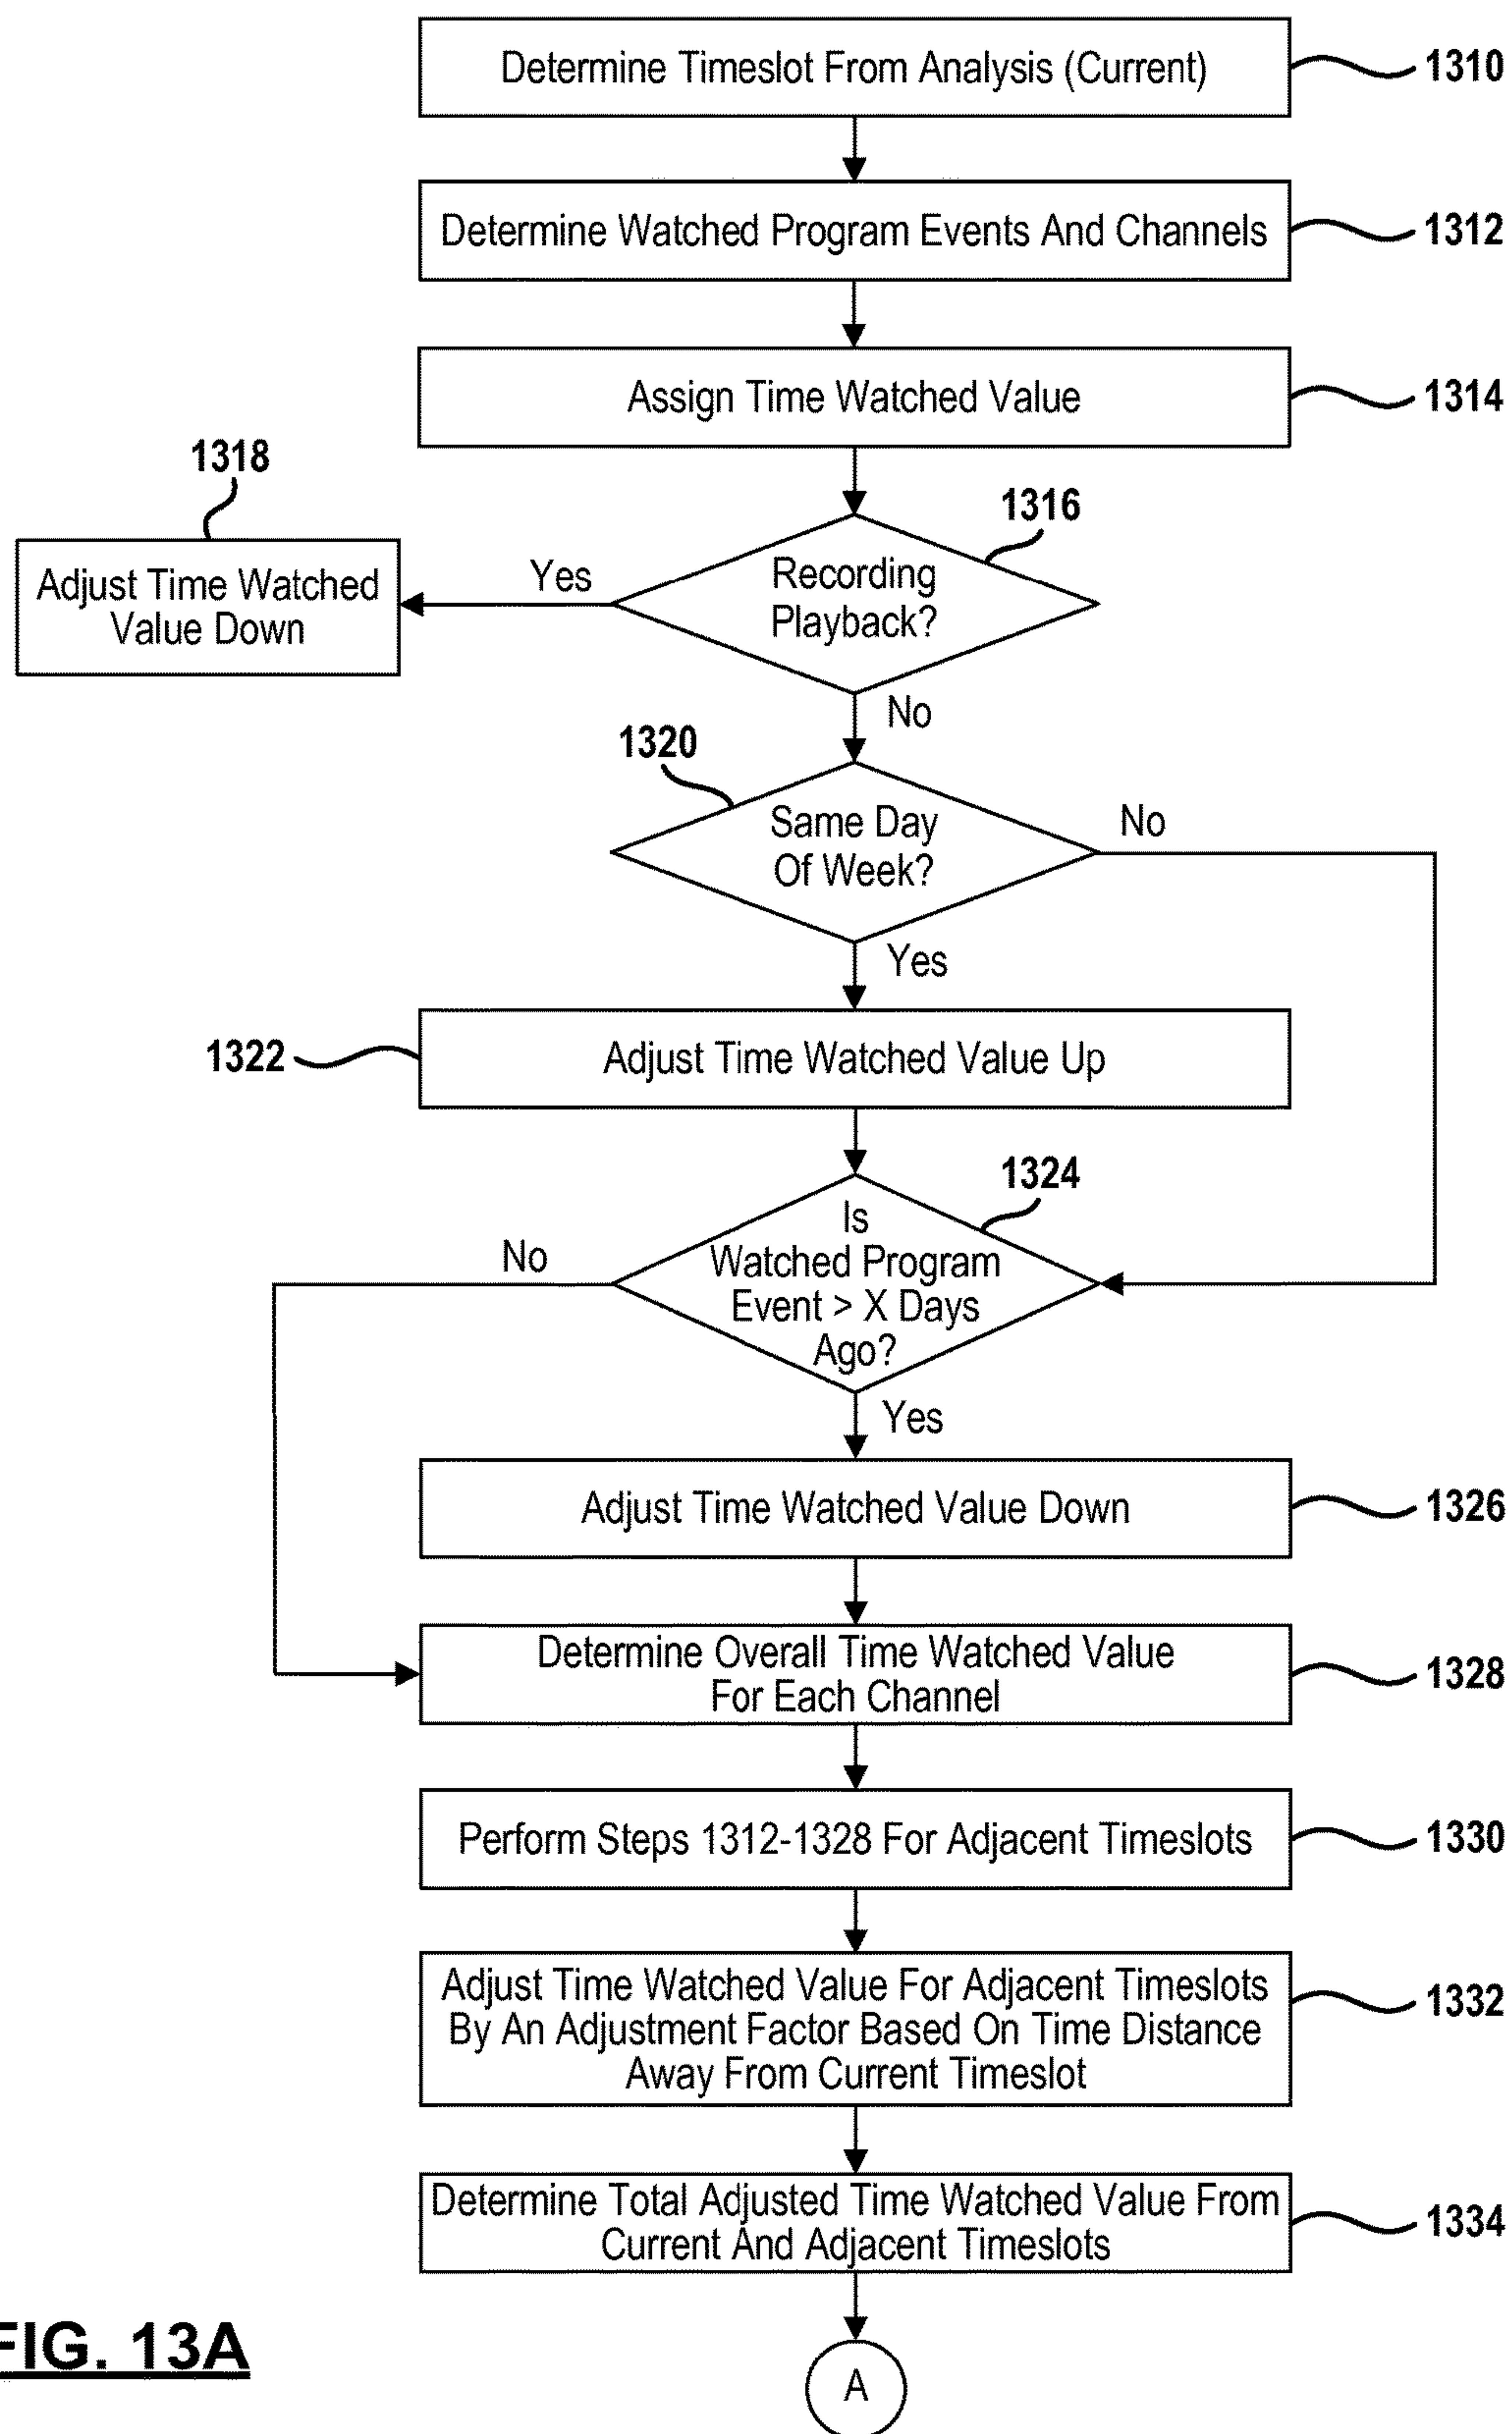 Determine Timeslot From Analysis (Current)
1310
Determine Watched Program Events And Channels
1312
Assign Time Watched Value
1314
1318
1316
Adjust Time Watched
Value Down
Yes
Recording
Playback?
No
1320
Same Day
Of Week?
No
Yes
1322
Adjust Time Watched Value Up
1324
Is
Watched Program
Event > X Days
Ago?
No
Yes
Adjust Time Watched Value Down
1326
Determine Overall Time Watched Value
For Each Channel
1328
Perform Steps 1312-1328 For Adjacent Timeslots
1330
Adjust Time Watched Value For Adjacent Timeslots
By An Adjustment Factor Based On Time Distance
Away From Current Timeslot
1332
Determine Total Adjusted Time Watched Value From
Current And Adjacent Timeslots
1334
FIG. 13A
A